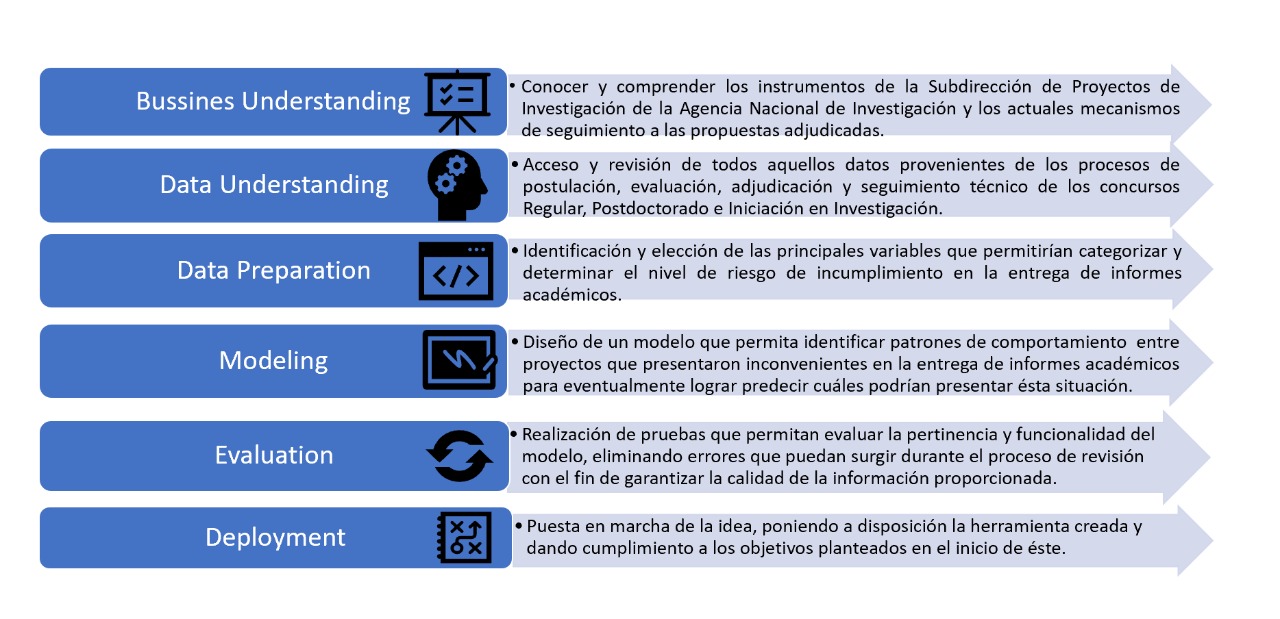 Bussines Understanding
• Conocer y comprender los instrumentos de la Subdirección de Proyectos de
Investigación de la Agencia Nacional de Investigación y los actuales mecanismos
de seguimiento a las propuestas adjudicadas.
Data Understanding
• Acceso y revisión de todos aquellos datos provenientes de los procesos de
postulación, evaluación, adjudicación y seguimiento técnico de los concursos
Regular, Postdoctorado e Iniciación en Investigación.
Data Preparation
• Identificación y elección de las principales variables que permitirían categorizar y
determinar el nivel de riesgo de incumplimiento en la entrega de informes
académicos.
Modeling
• Diseño de un modelo que permita identificar patrones de comportamiento entre
proyectos que presentaron inconvenientes en la entrega de informes académicos
para eventualmente lograr predecir cuáles podrían presentar ésta situación.
Evaluation
• Realización de pruebas que permitan evaluar la pertinencia y funcionalidad del
modelo, eliminando errores que puedan surgir durante el proceso de revisión
con el fin de garantizar la calidad de la información proporcionada.
Deployment
• Puesta en marcha de la idea, poniendo a disposición la herramienta creada y
dando cumplimiento a los objetivos planteados en el inicio de éste.